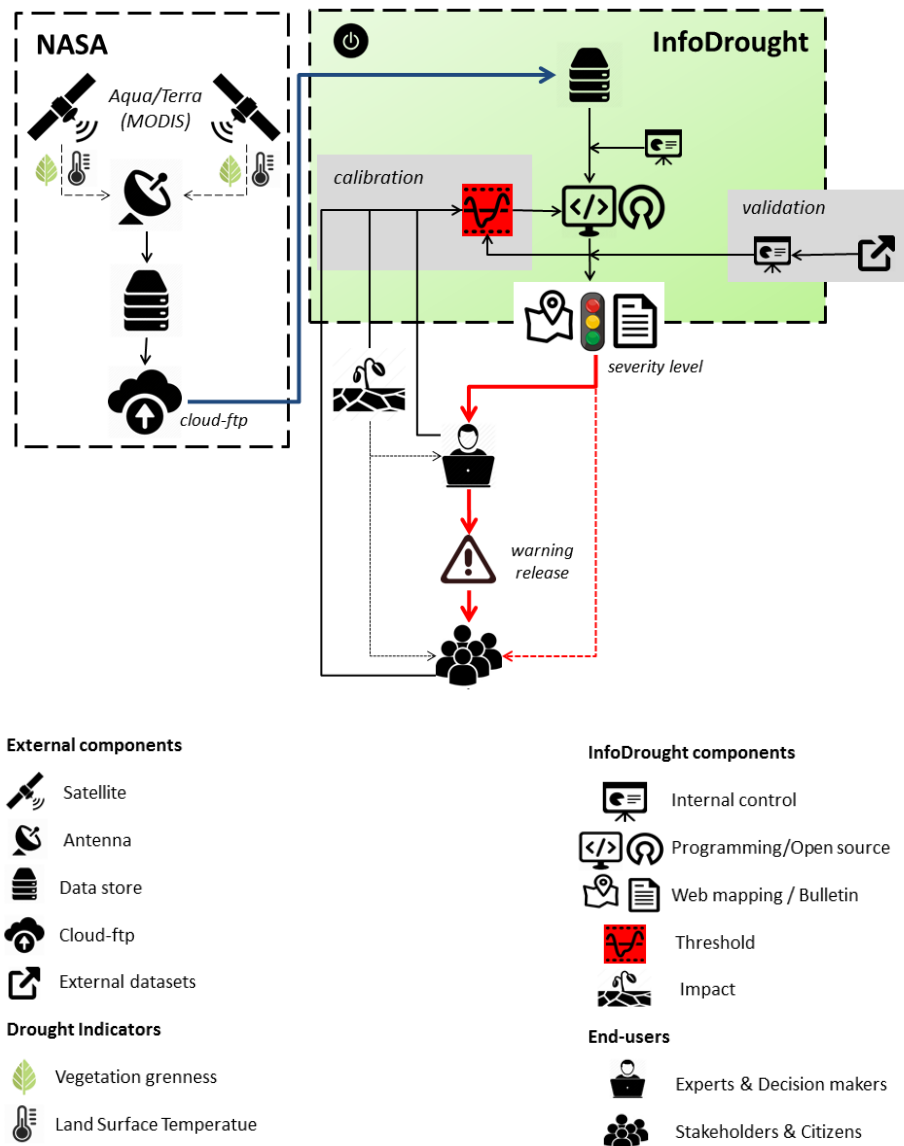 NASA
InfoDrought
Aqua/Terra
(MODIS)
calibration
validation
severity level
cloud-ftp
warning
release
External components
Satellite
Antenna
Data store
Cloud-ftp
External datasets
Drought Indicators
Vegetation grenness
Land Surface Temperatue
InfoDrought components
Internal control
Programming/Open source
Web mapping / Bulletin
Threshold
Impact
End-users
Experts & Decision makers
Stakeholders & Citizens